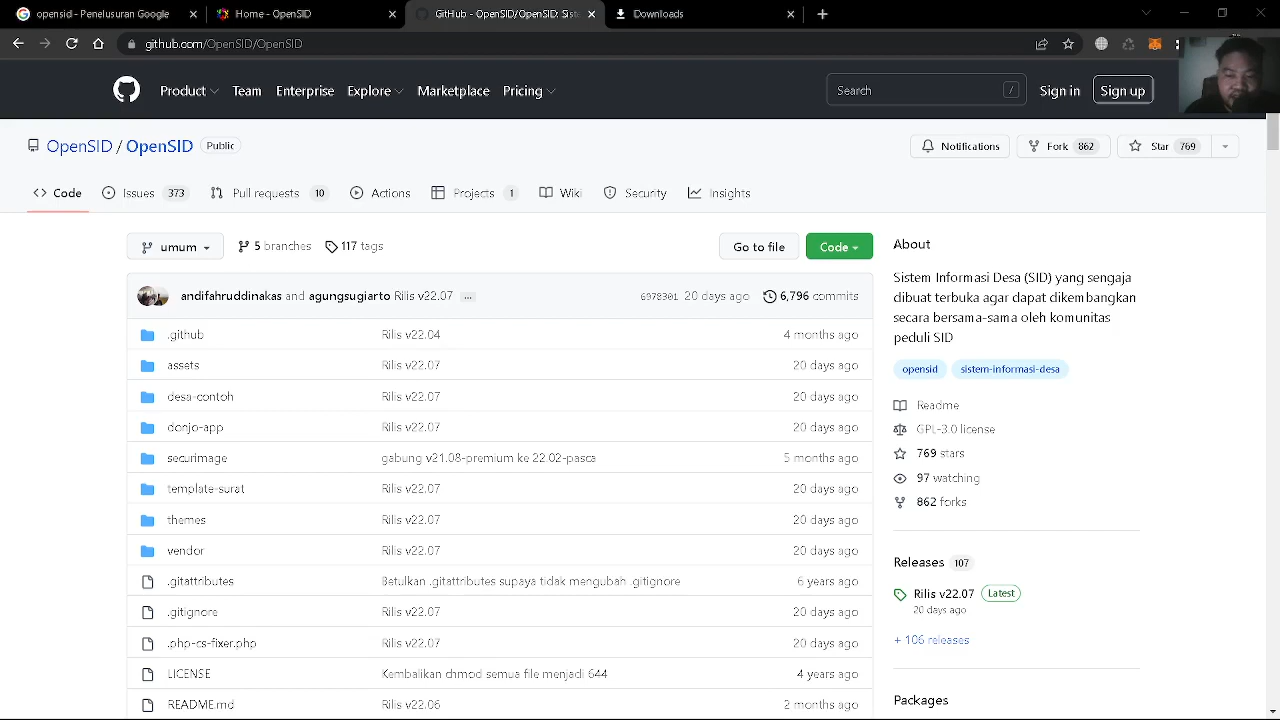 opensid - Penelusuran Google
Home - OpenSID
GitHub - OpenSID/OpenSID: Siste
Downloads
github.com/OpenSID/OpenSID
Product
Team
Enterprise
Explore
Marketplace
Pricing
Search
/
Sign in
Sign up
OpenSID / OpenSID
Public
Notifications
Fork 862
Star 769
Code
Issues 373
Pull requests 10
Actions
Projects 1
Wiki
Security
Insights
umum
5 branches
117 tags
Go to file
Code
andifahruddinakas and agungsugiarto Rilis v22.07 ...
20 days ago
6,796 commits
.github Rilis v22.04 4 months ago
assets Rilis v22.07 20 days ago
desa-contoh Rilis v22.07 20 days ago
donjo-app Rilis v22.07 20 days ago
securimage gabung v21.08-premium ke 22.02-pasca 5 months ago
template-surat Rilis v22.07 20 days ago
themes Rilis v22.07 20 days ago
vendor Rilis v22.07 20 days ago
.gitattributes Betulkan .gitattributes supaya tidak mengubah .gitignore 6 years ago
.gitignore Rilis v22.07 20 days ago
.php-cs-fixer.php Rilis v22.07 20 days ago
LICENSE Kembalikan chmod semua file menjadi 644 4 years ago
README.md Rilis v22.06 2 months ago
About
Sistem Informasi Desa (SID) yang sengaja
dibuat terbuka agar dapat dikembangkan
secara bersama-sama oleh komunitas
peduli SID
opensid
sistem-informasi-desa
Readme
GPL-3.0 license
769 stars
97 watching
862 forks
Releases 107
Rilis v22.07 Latest
20 days ago
+ 106 releases
Packages